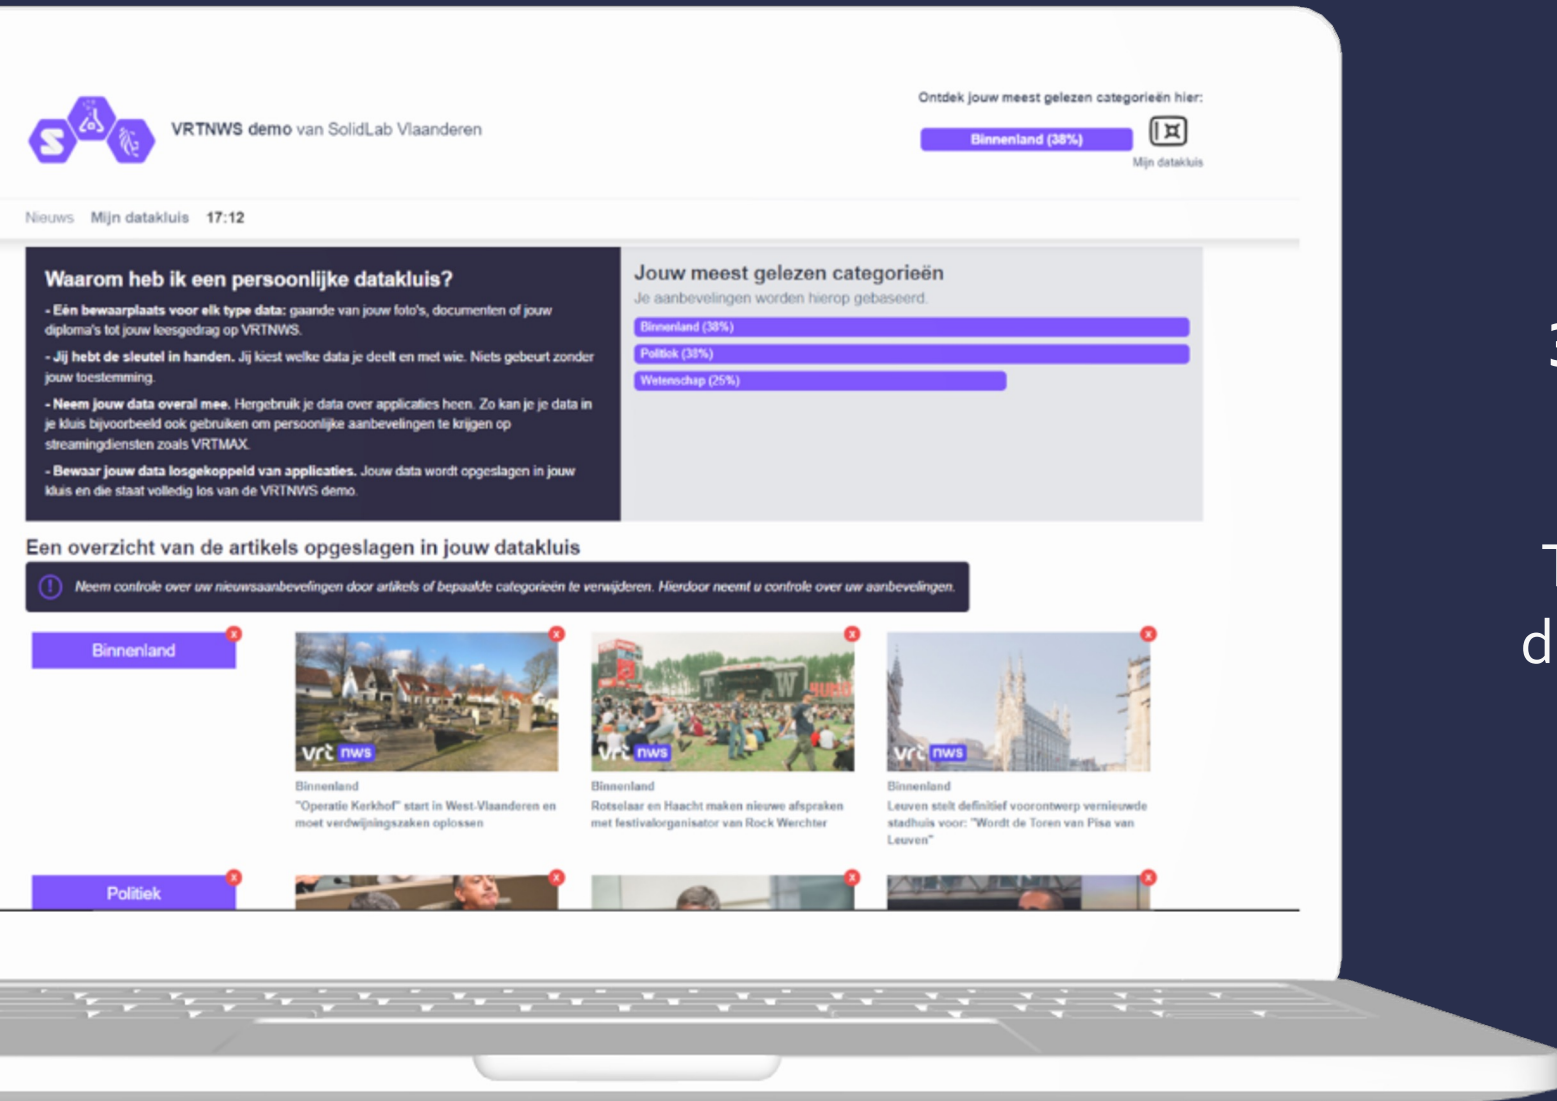 Ontdek jouw meest gelezen categorieën hier:
VRTNWS demo van SolidLab Vlaanderen
Binnenland (38%)
Mijn datakluis
Nieuws Mijn datakluis 17:12
Waarom heb ik een persoonlijke datakluis?
- Eén bewaarplaats voor elk type data: gaande van jouw foto's, documenten of jouw
diploma's tot jouw leesgedrag op VRTNWS.
- Jij hebt de sleutel in handen. Jij kiest welke data je deelt en met wie. Niets gebeurt zonder
jouw toestemming.
- Neem jouw data overal mee. Hergebruik je data over applicaties heen. Zo kan je je data in
je kluis bijvoorbeeld ook gebruiken om persoonlijke aanbevelingen te krijgen op
streamingdiensten zoals VRTMAX.
- Bewaar jouw data losgekoppeld van applicaties. Jouw data wordt opgeslagen in jouw
kluis en die staat volledig los van de VRTNWS demo.
Jouw meest gelezen categorieën
Je aanbevelingen worden hierop gebaseerd.
Binnenland (38%)
Politiek (38%)
Wetenschap (25%)
Een overzicht van de artikels opgeslagen in jouw datakluis
Neem controle over uw nieuwsaanbevelingen door artikels of bepaalde categorieën te verwijderen. Hierdoor neemt u controle over uw aanbevelingen.
Binnenland
vrt nws
Binnenland
"Operatie Kerkhof" start in West-Vlaanderen en
moet verdwijningszaken oplossen
T W
vrt nws
Binnenland
Rotselaar en Haacht maken nieuwe afspraken
met festivalorganisator van Rock Werchter
vrt nws
Binnenland
Leuven stelt definitief voorontwerp vernieuwde
stadhuis voor: "Wordt de Toren van Pisa van
Leuven"
Politiek
d